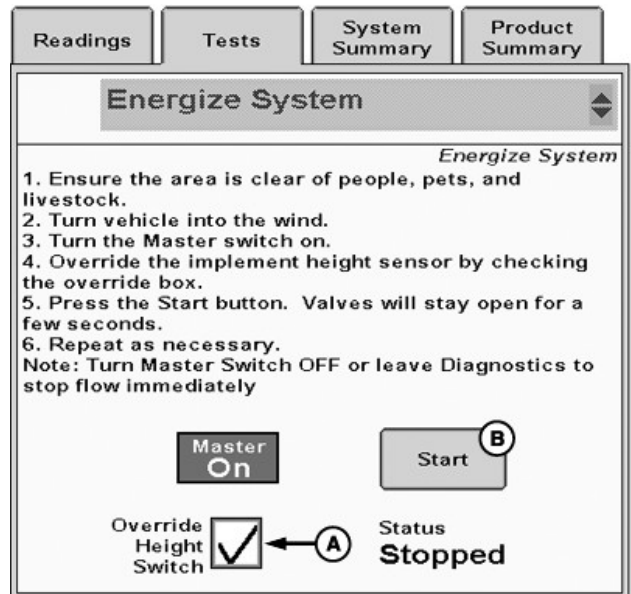 Readings
Tests
System
Summary
Product
Summary
Energize System
Energize System
1. Ensure the area is clear of people, pets, and
livestock.
2. Turn vehicle into the wind.
3. Turn the Master switch on.
4. Override the implement height sensor by checking
the override box.
5. Press the Start button. Valves will stay open for a
few seconds.
6. Repeat as necessary.
Note: Turn Master Switch OFF or leave Diagnostics to
stop flow immediately
Master
On
Start
B
Override
Height
Switch
A
Status
Stopped